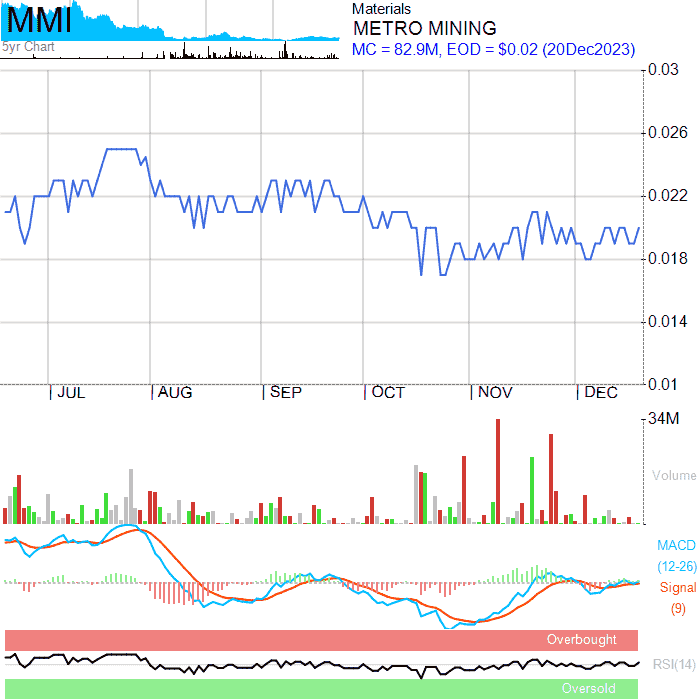 MMI
5yr Chart
Materials
METRO MINING
MC = 82.9M, EOD = $0.02 (20Dec2023)
0.03
0.026
0.022
0.018
0.014
0.01
JUL AUG SEP OCT NOV DEC
34M
Volume
MACD
(12-26)
Signal
(9)
Overbought
RSI(14)
Oversold